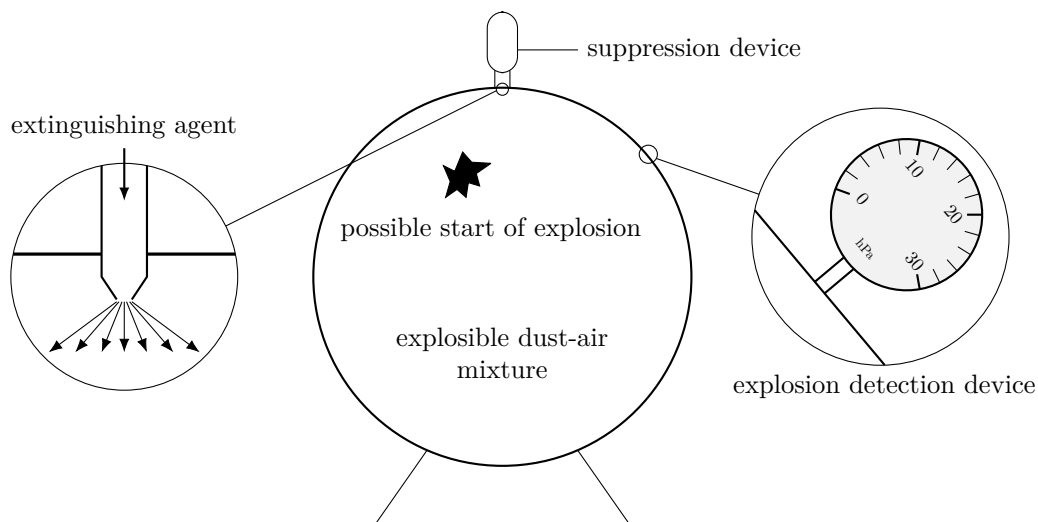 suppression device
extinguishing agent
possible start of explosion
0
10
20
30
hPa
explosible dust-air
mixture
explosion detection device